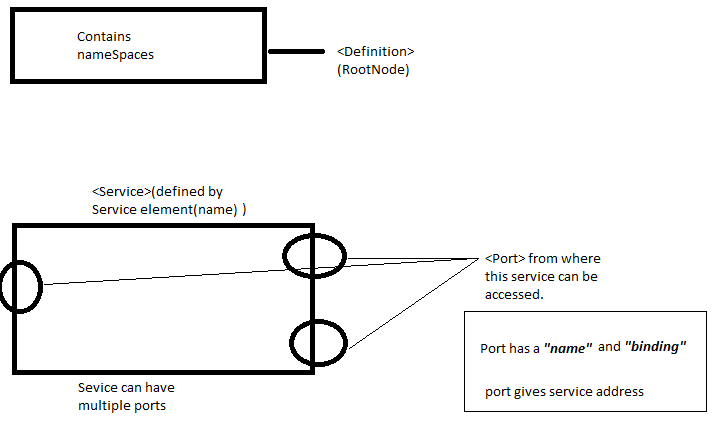 Contains
nameSpaces
<Definition>
(RootNode)
<Service>(defined by
Service element(name) )
<Port> from where
this service can be
accessed.
Port has a "name" and "binding"
port gives service address
Sevice can have
multiple ports